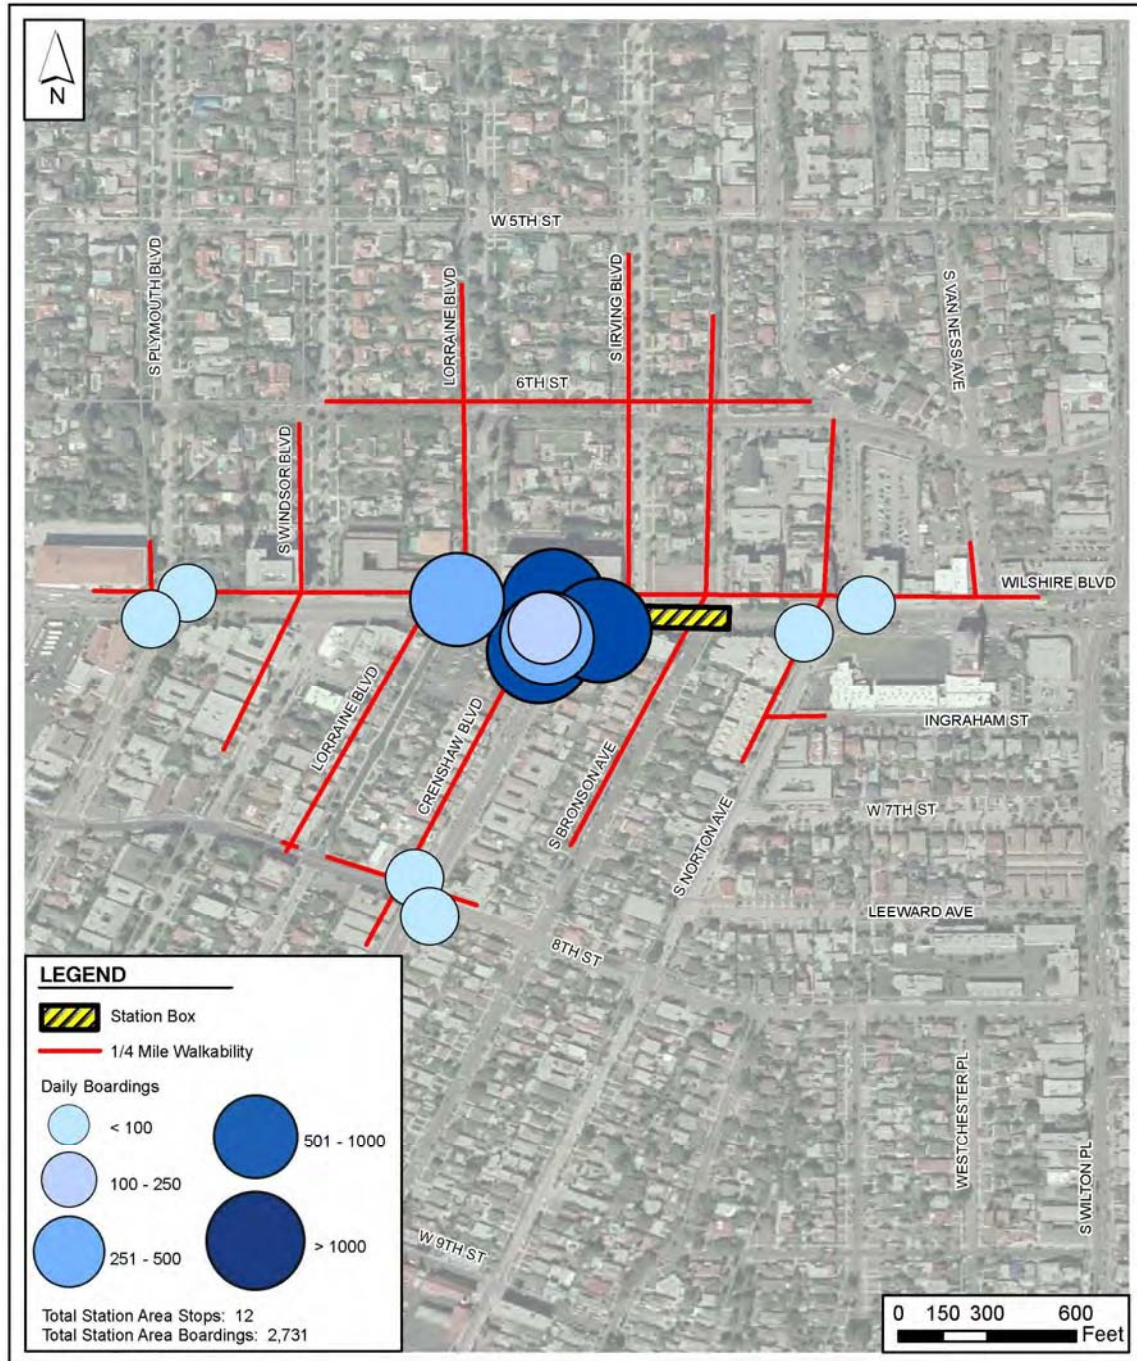 N
W 5TH ST
S PLYMOUTH BLVD
LORRAINE BLVD
S IRVING BLVD
S VAN NESS AVE
6TH ST
S WINDSOR BLVD
WILSHIRE BLVD
LORRAINE BLVD
CRENSHAW BLVD
S BRONSON AVE
INGRAHAM ST
S NORTON AVE
W 7TH ST
LEEWARD AVE
8TH ST
WESTCHESTER PL
S WILTON PL
W 9TH ST
LEGEND
Station Box
1/4 Mile Walkability
Daily Boardings
< 100
501 - 1000
100 - 250
251 - 500
> 1000
Total Station Area Stops: 12
Total Station Area Boardings: 2,731
0 150 300 600
Feet